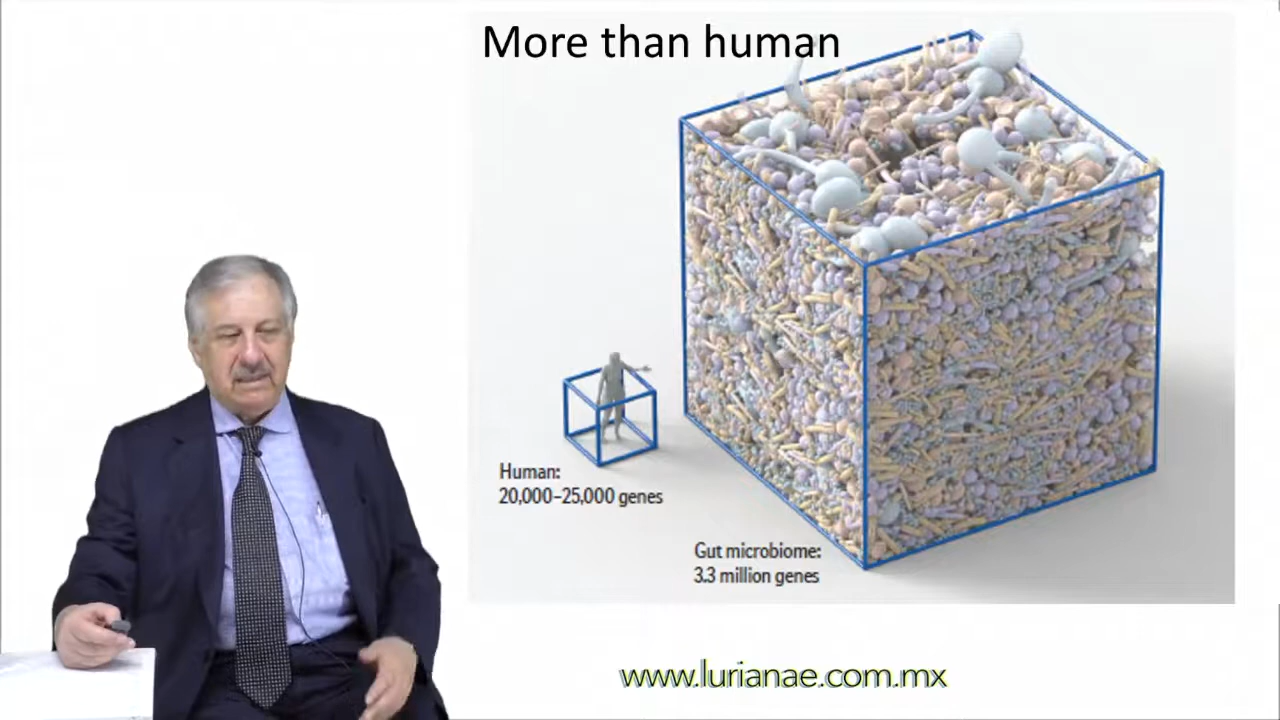 More than human
Human:
20,000–25,000 genes
Gut microbiome:
3.3 million genes
www.lurianae.com.mx